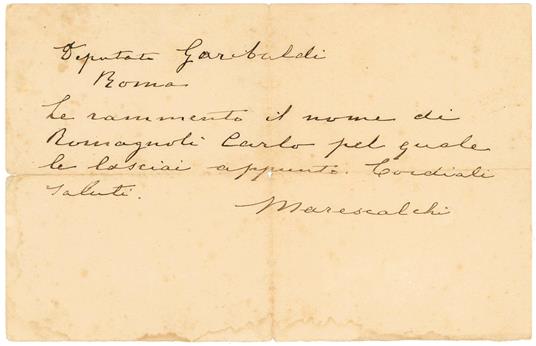 Deputato Garibaldi
Roma
Le rammento il nome di
Romagnoli Carlo pel quale
le lasciai appunto. Cordiali
saluti.
Marescalchi